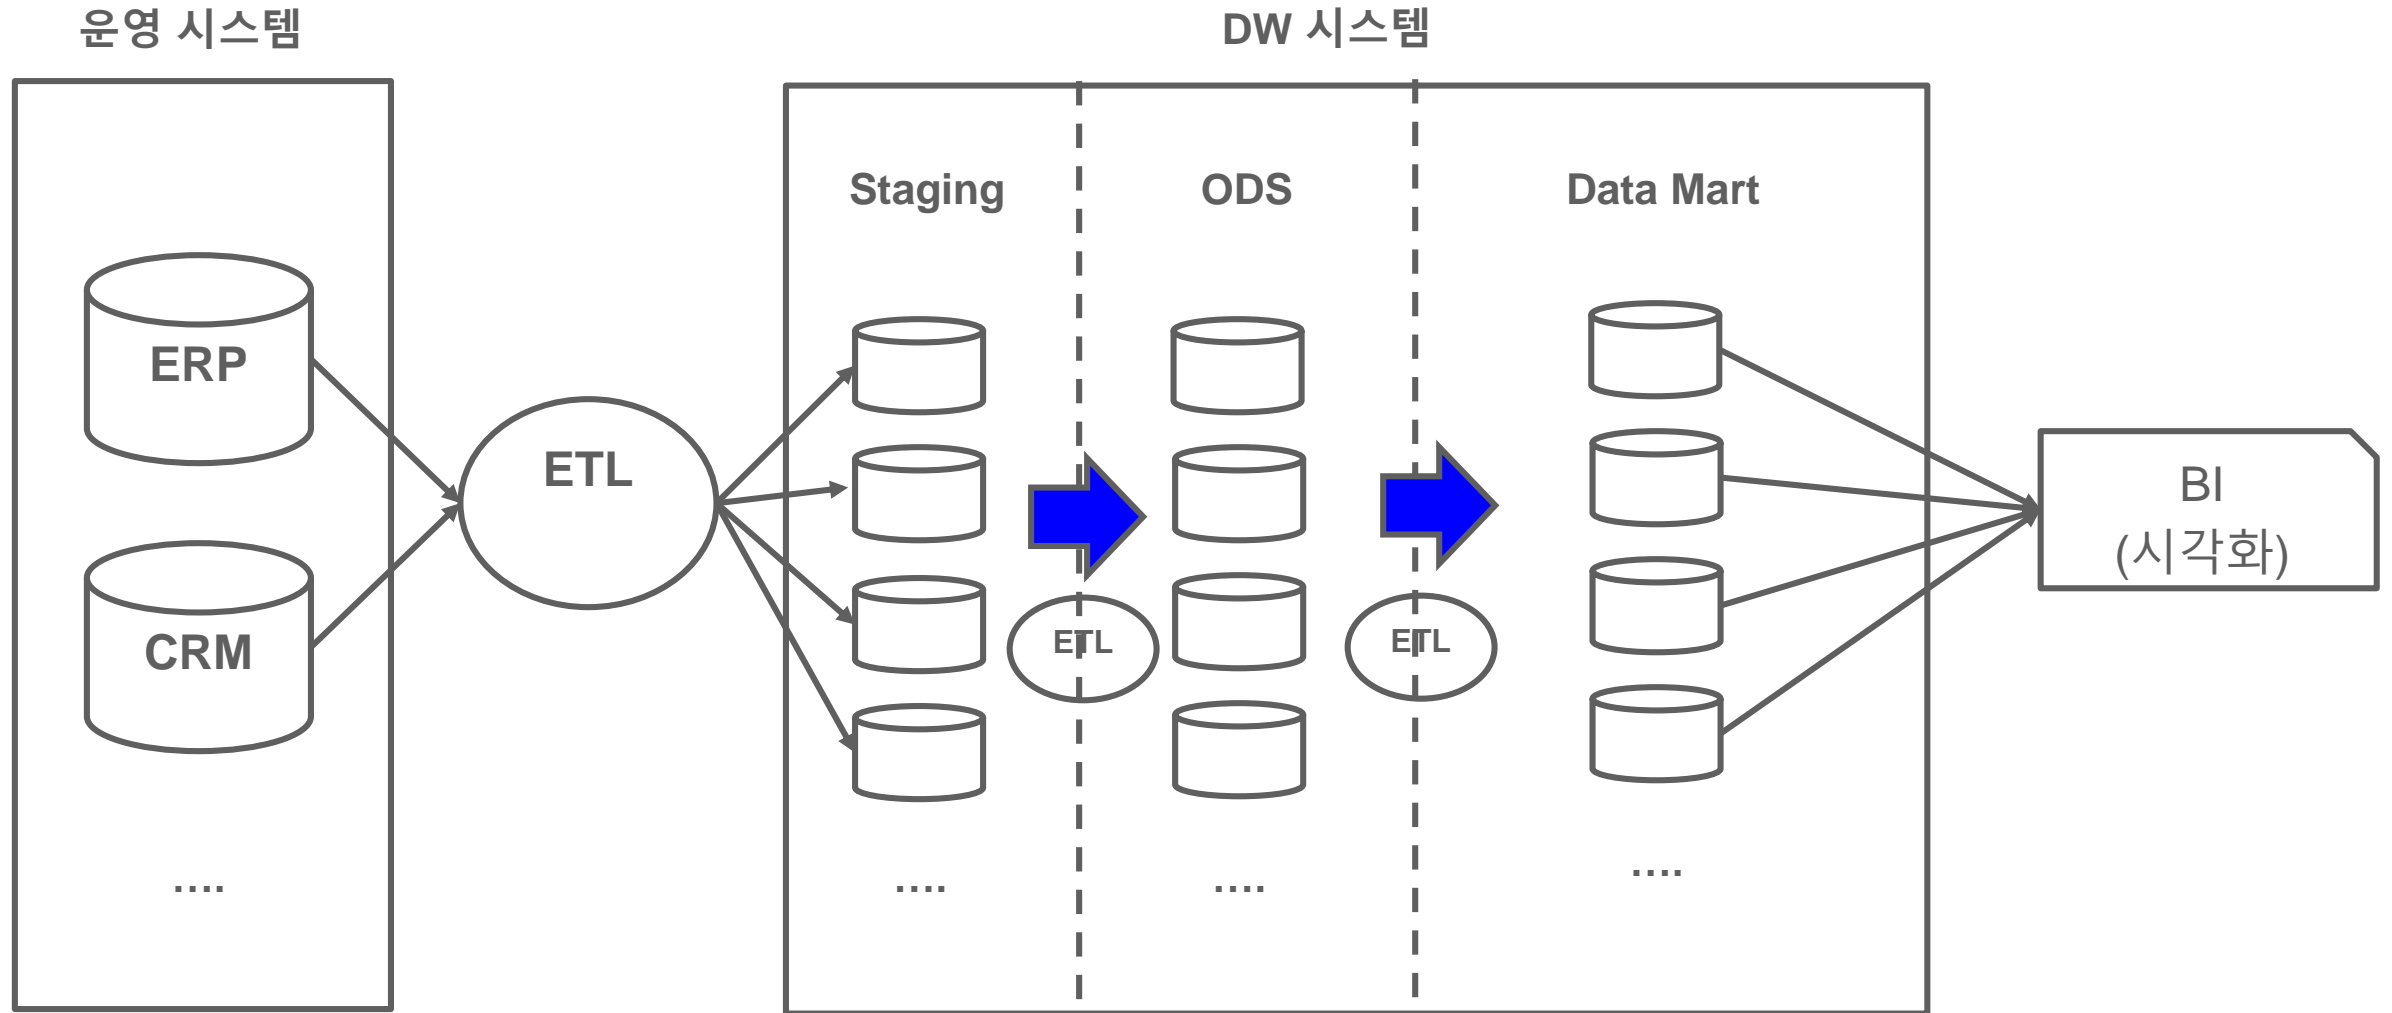 운영 시스템
DW 시스템
Staging
ODS
Data Mart
ERP
ETL
CRM
BI
(시각화)
ETL
ETL
....
....
....
....